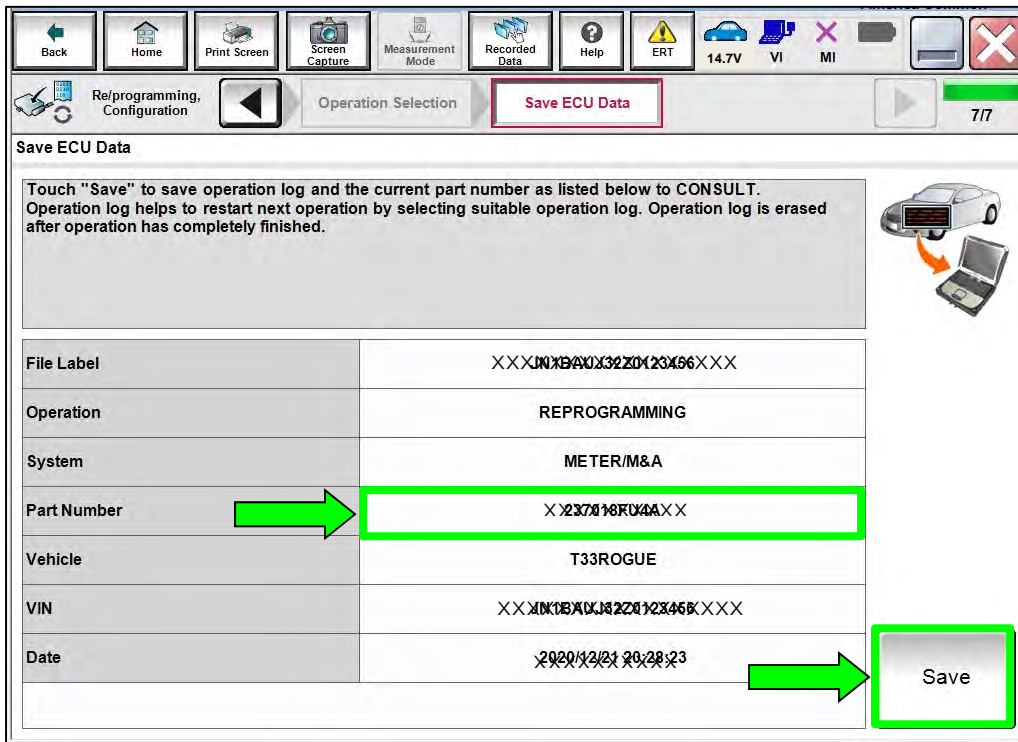 Back
Home
Print Screen
Screen
Capture
Measurement
Mode
Recorded
Data
Help
ERT
14.7V
VI
MI
Re/programming,
Configuration
Operation Selection
Save ECU Data
7/7
Save ECU Data
Touch "Save" to save operation log and the current part number as listed below to CONSULT.
Operation log helps to restart next operation by selecting suitable operation log. Operation log is erased
after operation has completely finished.
File Label
Operation
REPROGRAMMING
System
METER/M&A
Part Number
Vehicle
T33ROGUE
VIN
Date
Save